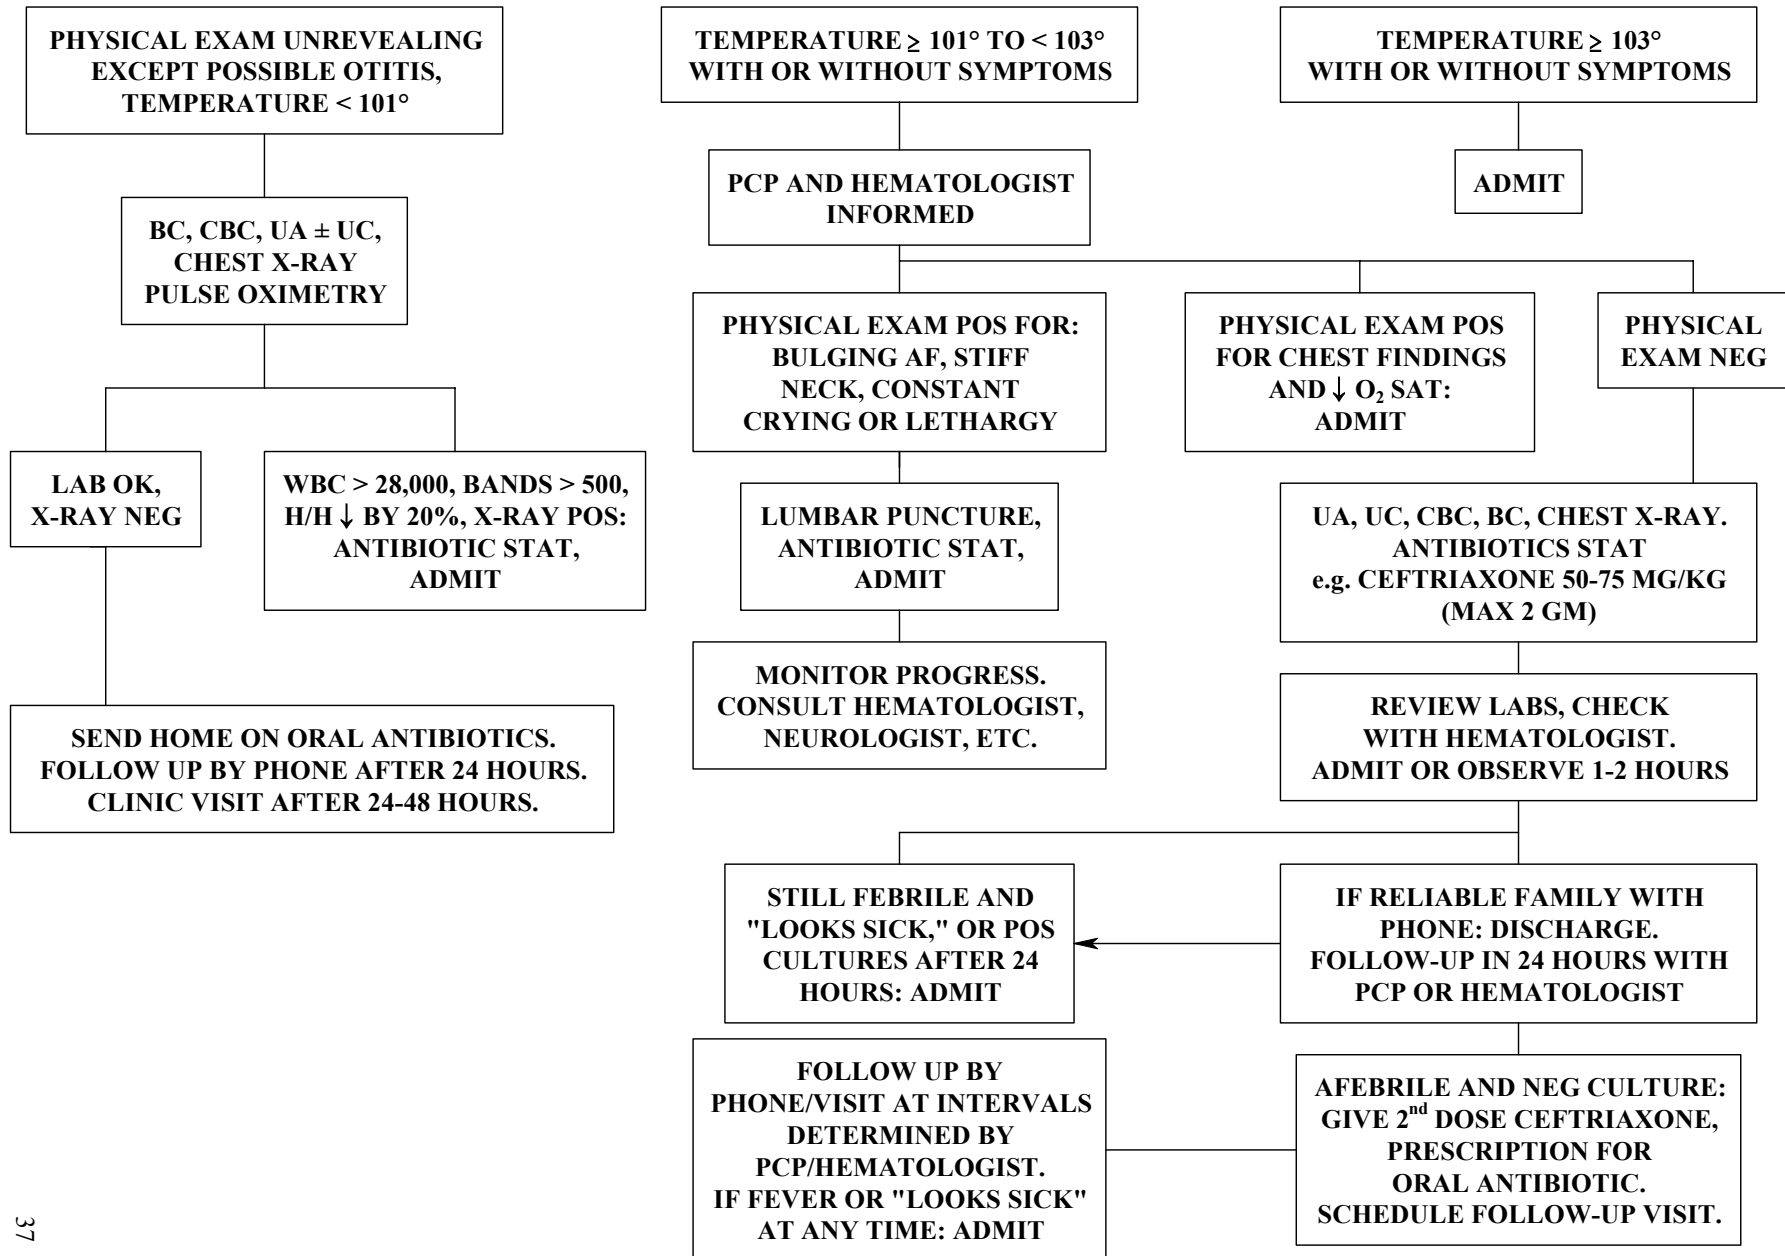 PHYSICAL EXAM UNREVEALING
EXCEPT POSSIBLE OTITIS,
TEMPERATURE < 101°
BC, CBC, UA ± UC,
CHEST X-RAY
PULSE OXIMETRY
LAB OK,
X-RAY NEG
WBC > 28,000, BANDS > 500,
H/H ↓ BY 20%, X-RAY POS:
ANTIBIOTIC STAT,
ADMIT
SEND HOME ON ORAL ANTIBIOTICS.
FOLLOW UP BY PHONE AFTER 24 HOURS.
CLINIC VISIT AFTER 24-48 HOURS.
TEMPERATURE ≥ 101° TO < 103°
WITH OR WITHOUT SYMPTOMS
PCP AND HEMATOLOGIST
INFORMED
PHYSICAL EXAM POS FOR:
BULGING AF, STIFF
NECK, CONSTANT
CRYING OR LETHARGY
LUMBAR PUNCTURE,
ANTIBIOTIC STAT,
ADMIT
MONITOR PROGRESS.
CONSULT HEMATOLOGIST,
NEUROLOGIST, ETC.
PHYSICAL EXAM POS
FOR CHEST FINDINGS
AND ↓ O₂ SAT:
ADMIT
PHYSICAL
EXAM NEG
UA, UC, CBC, BC, CHEST X-RAY.
ANTIBIOTICS STAT
e.g. CEFTRIAXONE 50-75 MG/KG
(MAX 2 GM)
REVIEW LABS, CHECK
WITH HEMATOLOGIST.
ADMIT OR OBSERVE 1-2 HOURS
STILL FEBRILE AND
"LOOKS SICK," OR POS
CULTURES AFTER 24
HOURS: ADMIT
IF RELIABLE FAMILY WITH
PHONE: DISCHARGE.
FOLLOW-UP IN 24 HOURS WITH
PCP OR HEMATOLOGIST
FOLLOW UP BY
PHONE/VISIT AT INTERVALS
DETERMINED BY
PCP/HEMATOLOGIST.
IF FEVER OR "LOOKS SICK"
AT ANY TIME: ADMIT
AFEBRILE AND NEG CULTURE:
GIVE 2nd DOSE CEFTRIAXONE,
PRESCRIPTION FOR
ORAL ANTIBIOTIC.
SCHEDULE FOLLOW-UP VISIT.
TEMPERATURE ≥ 103°
WITH OR WITHOUT SYMPTOMS
ADMIT
37